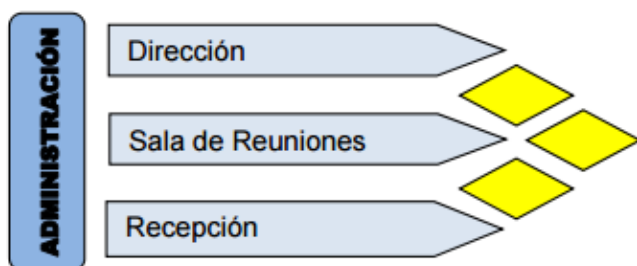 ADMINISTRACIÓN
Dirección
Sala de Reuniones
Recepción